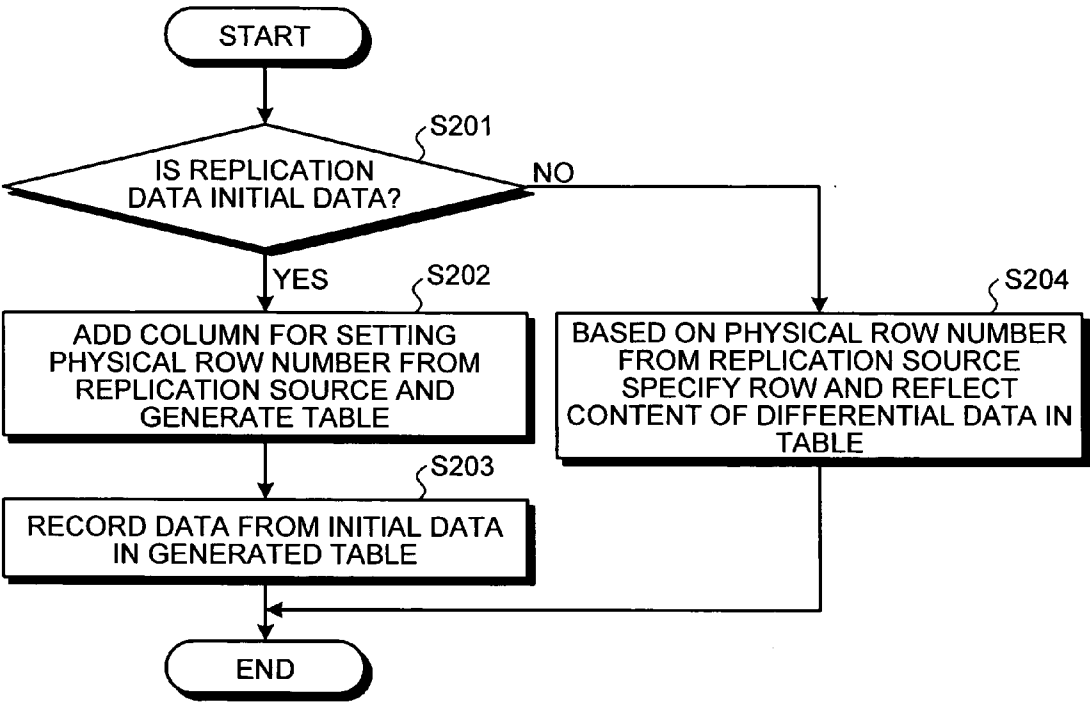 START
S201
IS REPLICATION
DATA INITIAL DATA?
NO
YES
S202
ADD COLUMN FOR SETTING
PHYSICAL ROW NUMBER FROM
REPLICATION SOURCE AND
GENERATE TABLE
S204
BASED ON PHYSICAL ROW NUMBER
FROM REPLICATION SOURCE
SPECIFY ROW AND REFLECT
CONTENT OF DIFFERENTIAL DATA IN
TABLE
S203
RECORD DATA FROM INITIAL DATA
IN GENERATED TABLE
END